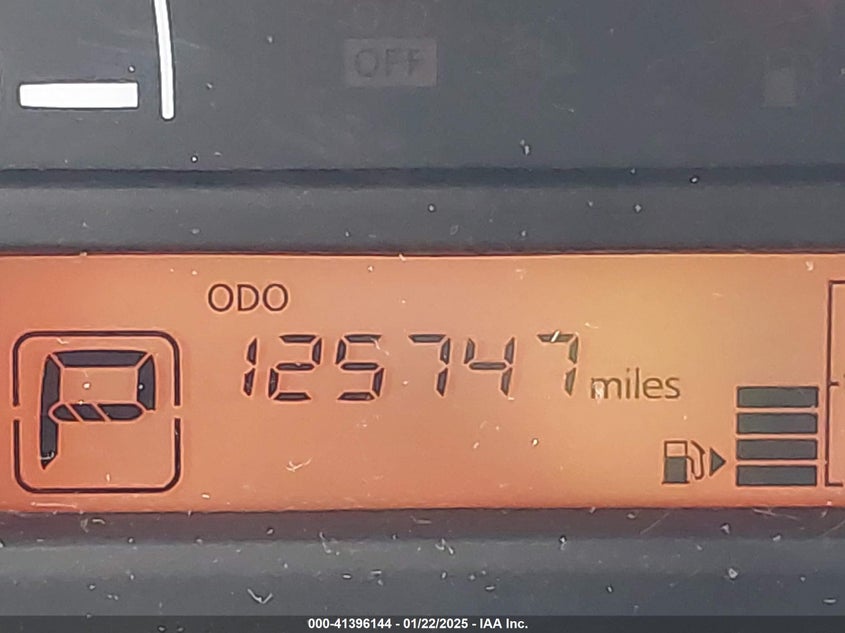 OFF
ODO
P 125747 miles
000-41396144 - 01/22/2025 - IAA Inc.